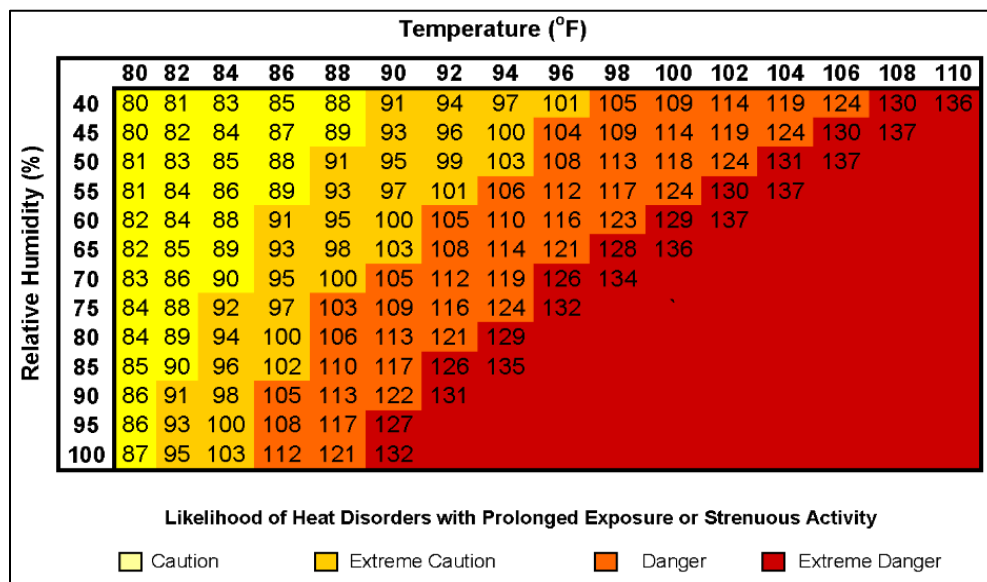 Temperature (°F)
80 82 84 86 88 90 92 94 96 98 100 102 104 106 108 110
Relative Humidity (%)
40 80 81 83 85 88 91 94 97 101 105 109 114 119 124 130 136
45 80 82 84 87 89 93 96 100 104 109 114 119 124 130 137
50 81 83 85 88 91 95 99 103 108 113 118 124 131 137
55 81 84 86 89 93 97 101 106 112 117 124 130 137
60 82 84 88 91 95 100 105 110 116 123 129 137
65 82 85 89 93 98 103 108 114 121 128 136
70 83 86 90 95 100 105 112 119 126 134
75 84 88 92 97 103 109 116 124 132
80 84 89 94 100 106 113 121 129
85 85 90 96 102 110 117 126 135
90 86 91 98 105 113 122 131
95 86 93 100 108 117 127
100 87 95 103 112 121 132
Likelihood of Heat Disorders with Prolonged Exposure or Strenuous Activity
Caution Extreme Caution Danger Extreme Danger